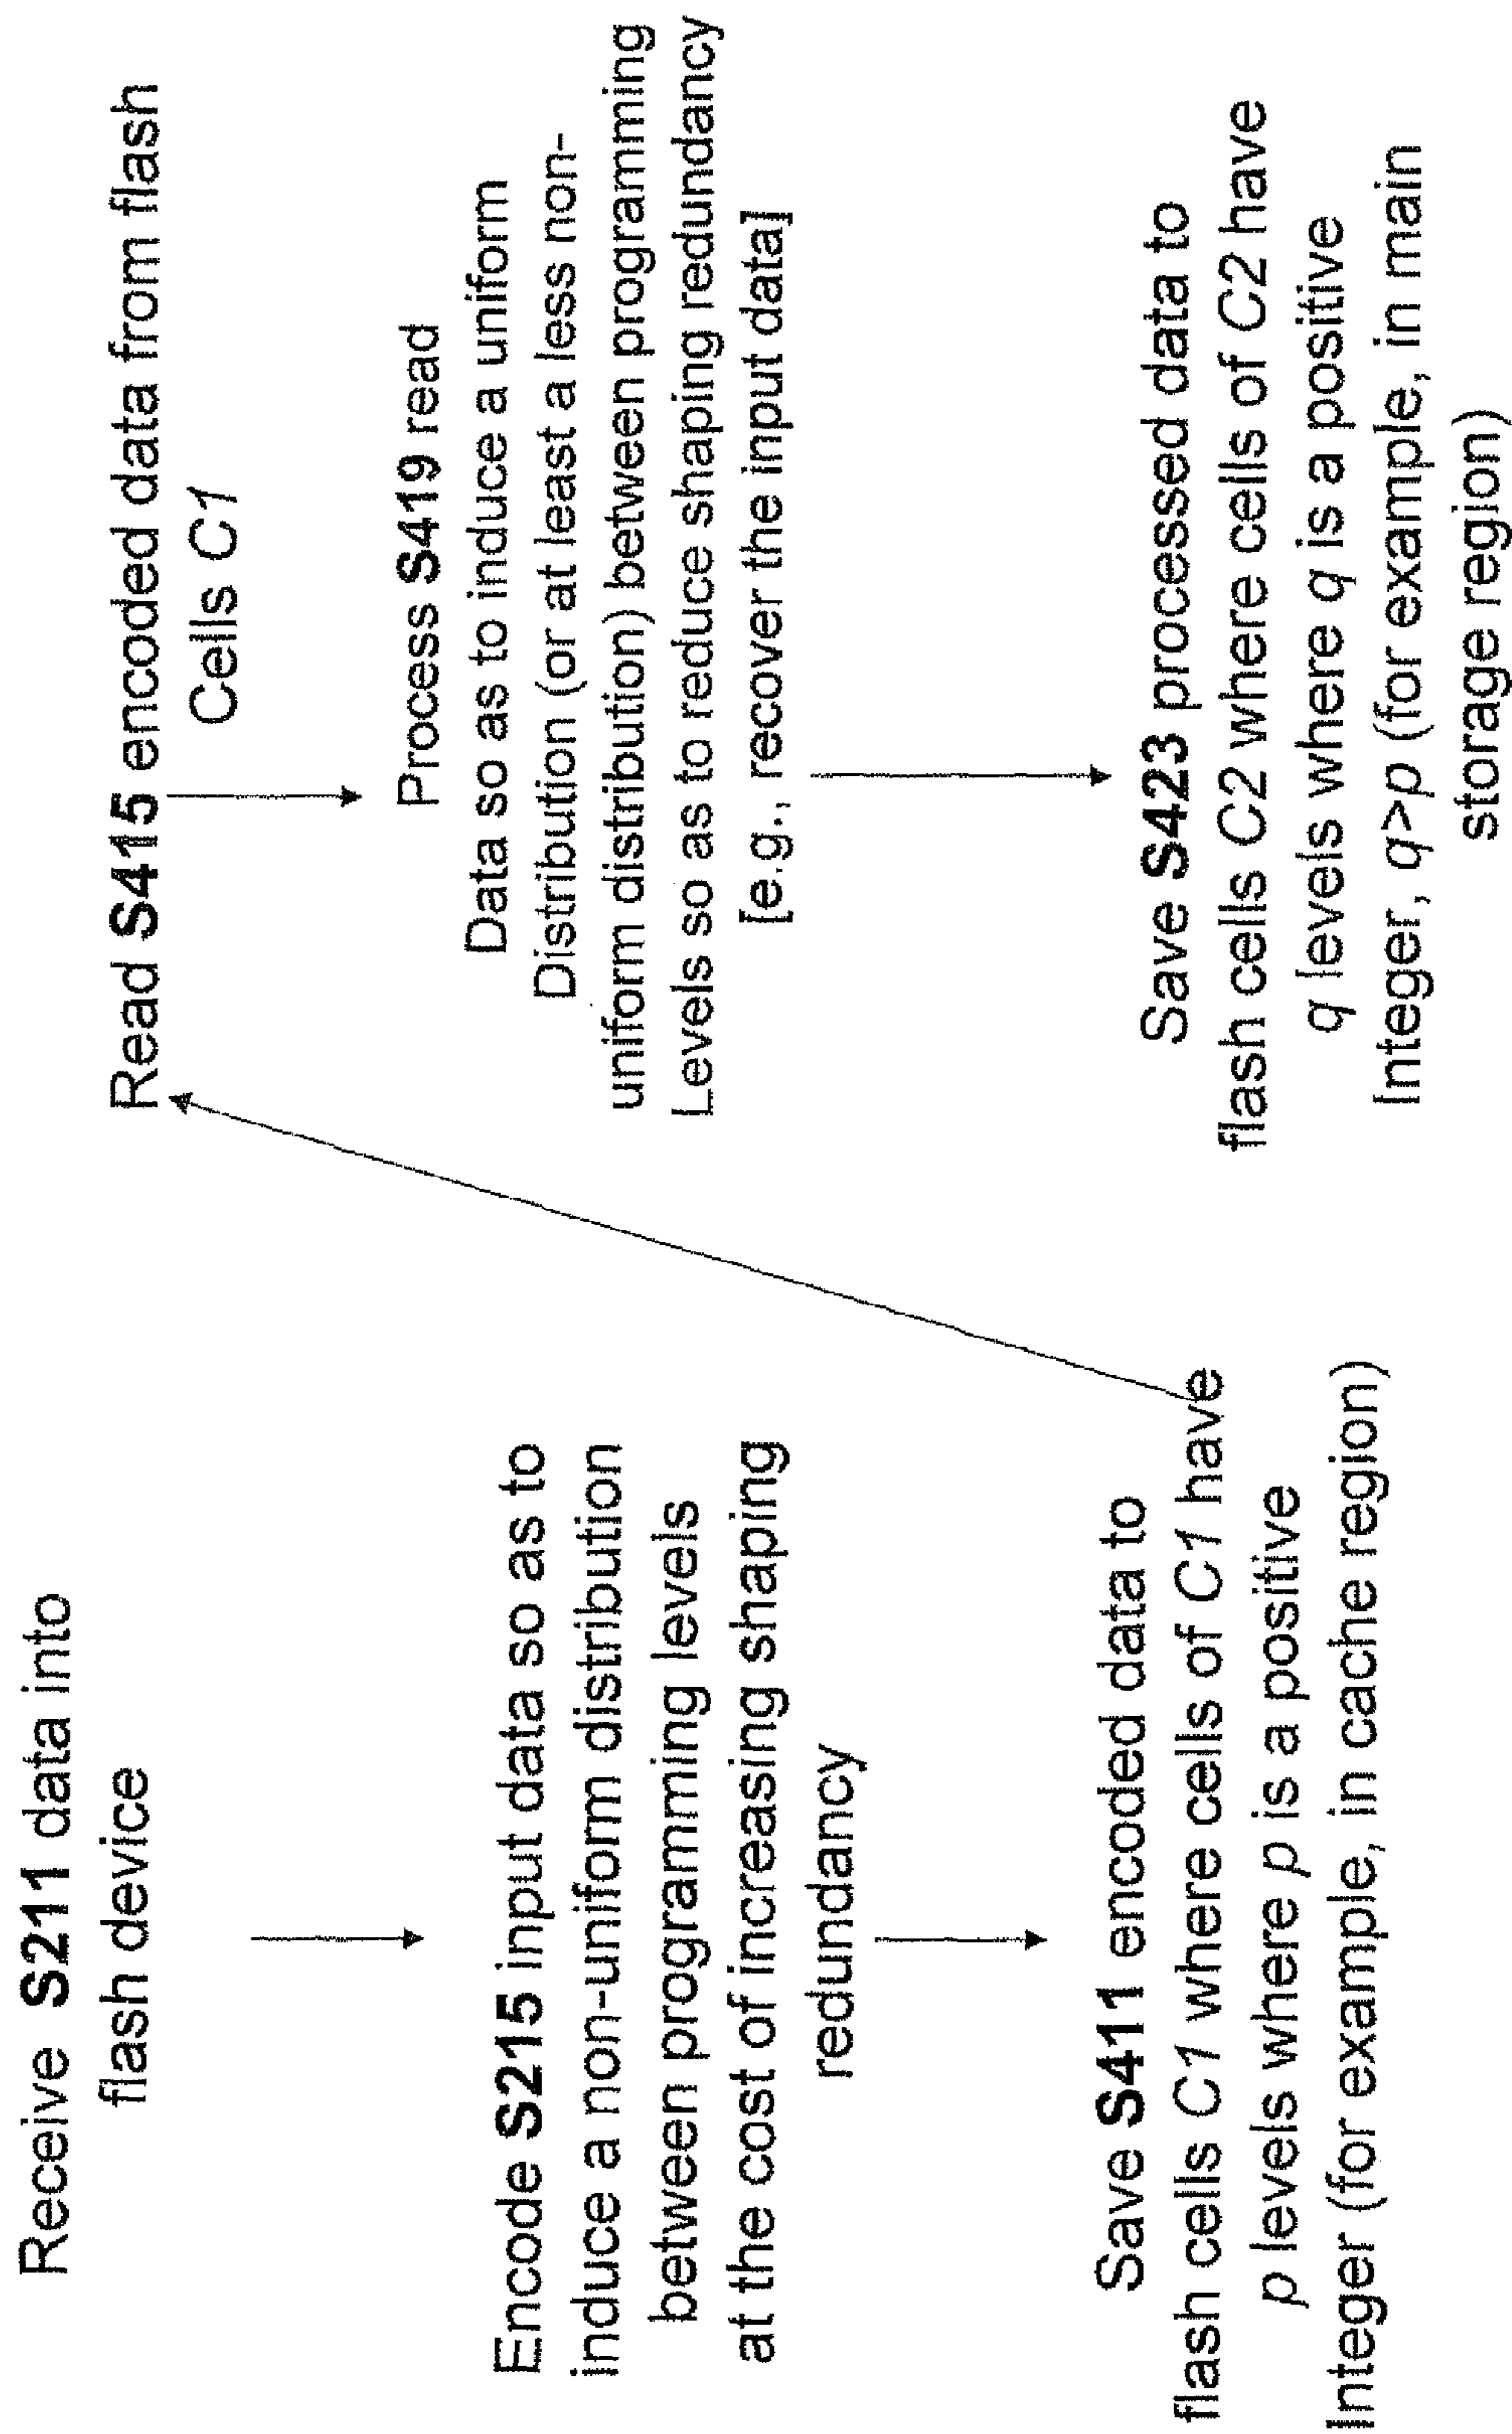 Receive S211 data into
flash device
Encode S215 input data so as to
induce a non-uniform distribution
between programming levels
at the cost of increasing shaping
redundancy
Save S411 encoded data to
flash cells C1 where cells of C1 have
p levels where p is a positive
Integer (for example, in cache region)
Read S415 encoded data from flash
Cells C1
Process S419 read
Data so as to induce a uniform
Distribution (or at least a less non-
uniform distribution) between programming
Levels so as to reduce shaping redundancy
[e.g., recover the input data]
Save S423 processed data to
flash cells C2 where cells of C2 have
q levels where q is a positive
Integer, q>p (for example, in main
storage region)